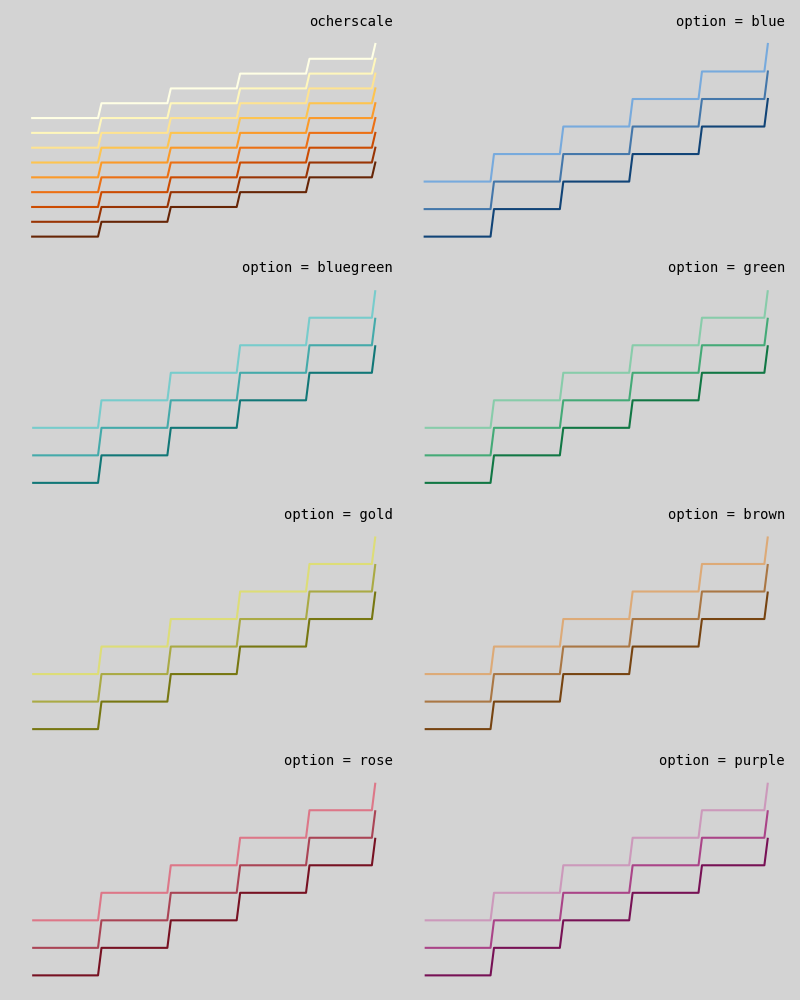 ocherscale
option = blue
option = bluegreen
option = green
option = gold
option = brown
option = rose
option = purple